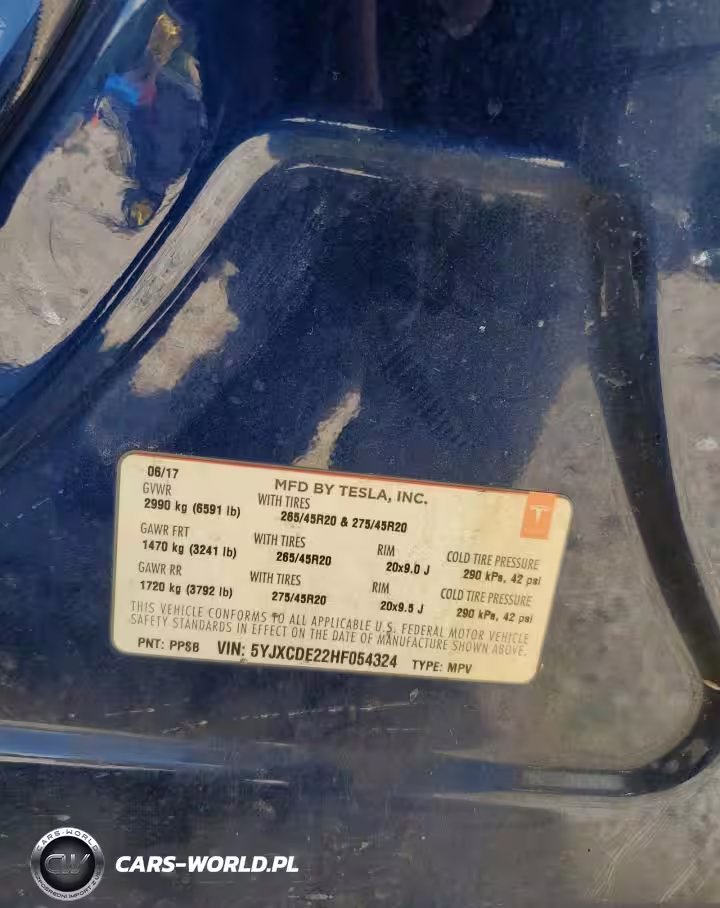 06/17
MFD BY TESLA, INC.
GVWR
2990 kg (6591 lb)
WITH TIRES
265/45R20 & 275/45R20
GAWR FRT
1470 kg (3241 lb)
WITH TIRES
265/45R20
RIM
20x9.0 J
COLD TIRE PRESSURE
290 kPa, 42 psi
GAWR RR
1720 kg (3792 lb)
WITH TIRES
275/45R20
RIM
20x9.5 J
COLD TIRE PRESSURE
290 kPa, 42 psi
THIS VEHICLE CONFORMS TO ALL APPLICABLE U.S. FEDERAL MOTOR VEHICLE
SAFETY STANDARDS IN EFFECT ON THE DATE OF MANUFACTURE SHOWN ABOVE.
PNT: PPSB VIN: 5YJXCDE22HF054324 TYPE: MPV
CARS-WORLD
CW
CARS-WORLD.PL